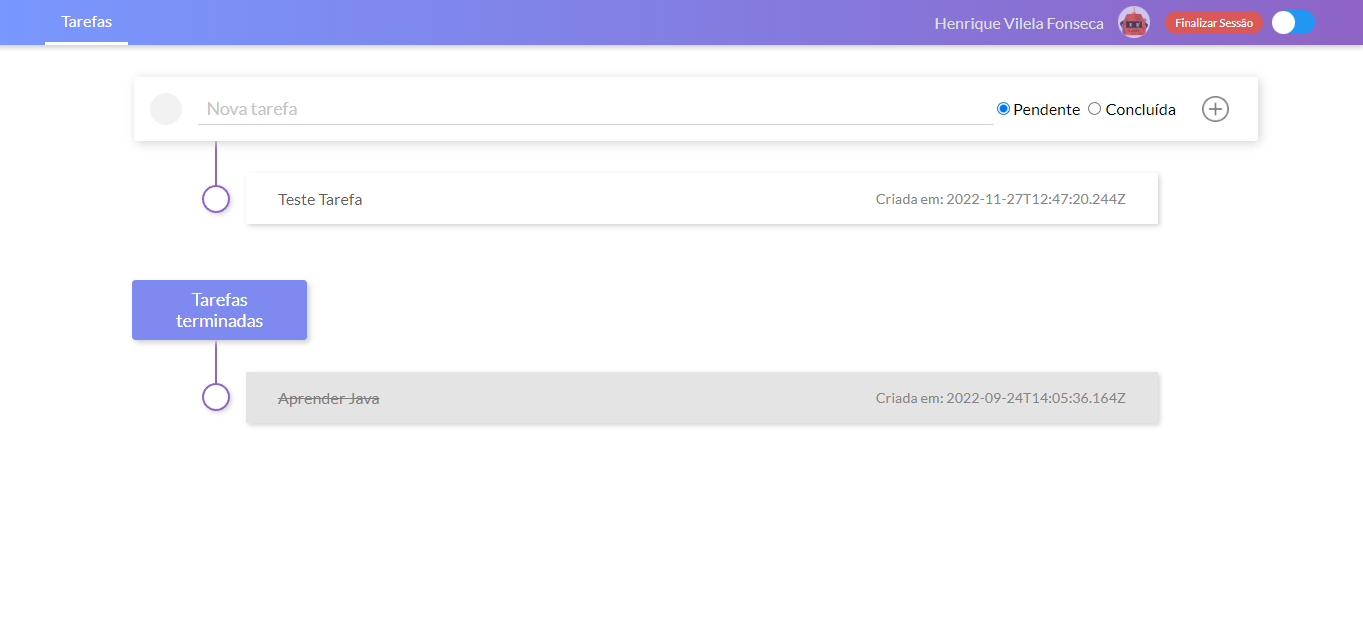 Tarefas
Henrique Vilela Fonseca
Finalizar Sessão
Nova tarefa
Pendente
Concluída
Teste Tarefa
Criada em: 2022-11-27T12:47:20.244Z
Tarefas
terminadas
Aprender Java
Criada em: 2022-09-24T14:05:36.164Z